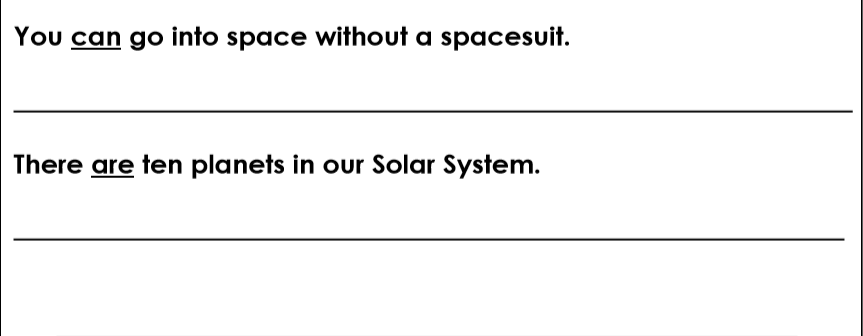 You can go into space without a spacesuit.
There are ten planets in our Solar System.